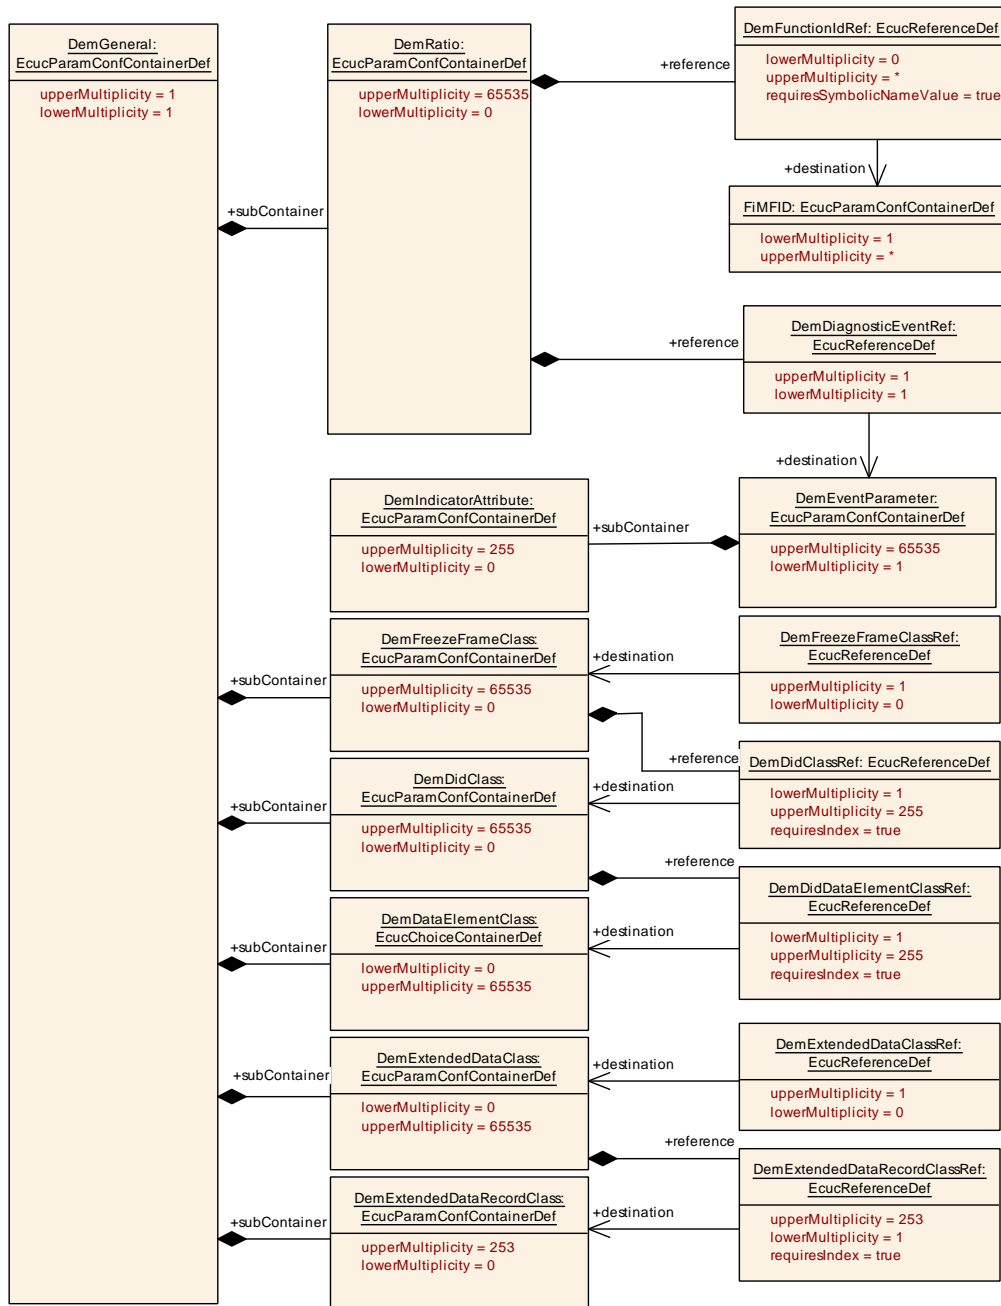 DemGeneral:
EcucParamConfContainerDef
upperMultiplicity = 1
lowerMultiplicity = 1
+subContainer
DemRatio:
EcucParamConfContainerDef
upperMultiplicity = 65535
lowerMultiplicity = 0
+reference
DemFunctionIdRef: EcucReferenceDef
lowerMultiplicity = 0
upperMultiplicity = *
requiresSymbolicNameValue = true
+destination
FiMFID: EcucParamConfContainerDef
lowerMultiplicity = 1
upperMultiplicity = *
+reference
DemDiagnosticEventRef:
EcucReferenceDef
upperMultiplicity = 1
lowerMultiplicity = 1
+destination
DemIndicatorAttribute:
EcucParamConfContainerDef
upperMultiplicity = 255
lowerMultiplicity = 0
+subContainer
DemEventParameter:
EcucParamConfContainerDef
upperMultiplicity = 65535
lowerMultiplicity = 1
+subContainer
DemFreezeFrameClass:
EcucParamConfContainerDef
upperMultiplicity = 65535
lowerMultiplicity = 0
+destination
DemFreezeFrameClassRef:
EcucReferenceDef
upperMultiplicity = 1
lowerMultiplicity = 0
+reference
DemDidClassRef: EcucReferenceDef
lowerMultiplicity = 1
upperMultiplicity = 255
requiresIndex = true
+subContainer
DemDidClass:
EcucParamConfContainerDef
upperMultiplicity = 65535
lowerMultiplicity = 0
+destination
+reference
DemDidDataElementClassRef:
EcucReferenceDef
lowerMultiplicity = 1
upperMultiplicity = 255
requiresIndex = true
+subContainer
DemDataElementClass:
EcucChoiceContainerDef
lowerMultiplicity = 0
upperMultiplicity = 65535
+destination
+subContainer
DemExtendedDataClass:
EcucParamConfContainerDef
lowerMultiplicity = 0
upperMultiplicity = 65535
+destination
DemExtendedDataClassRef:
EcucReferenceDef
upperMultiplicity = 1
lowerMultiplicity = 0
+reference
DemExtendedDataRecordClassRef:
EcucReferenceDef
upperMultiplicity = 253
lowerMultiplicity = 1
requiresIndex = true
+subContainer
DemExtendedDataRecordClass:
EcucParamConfContainerDef
upperMultiplicity = 253
lowerMultiplicity = 0
+destination